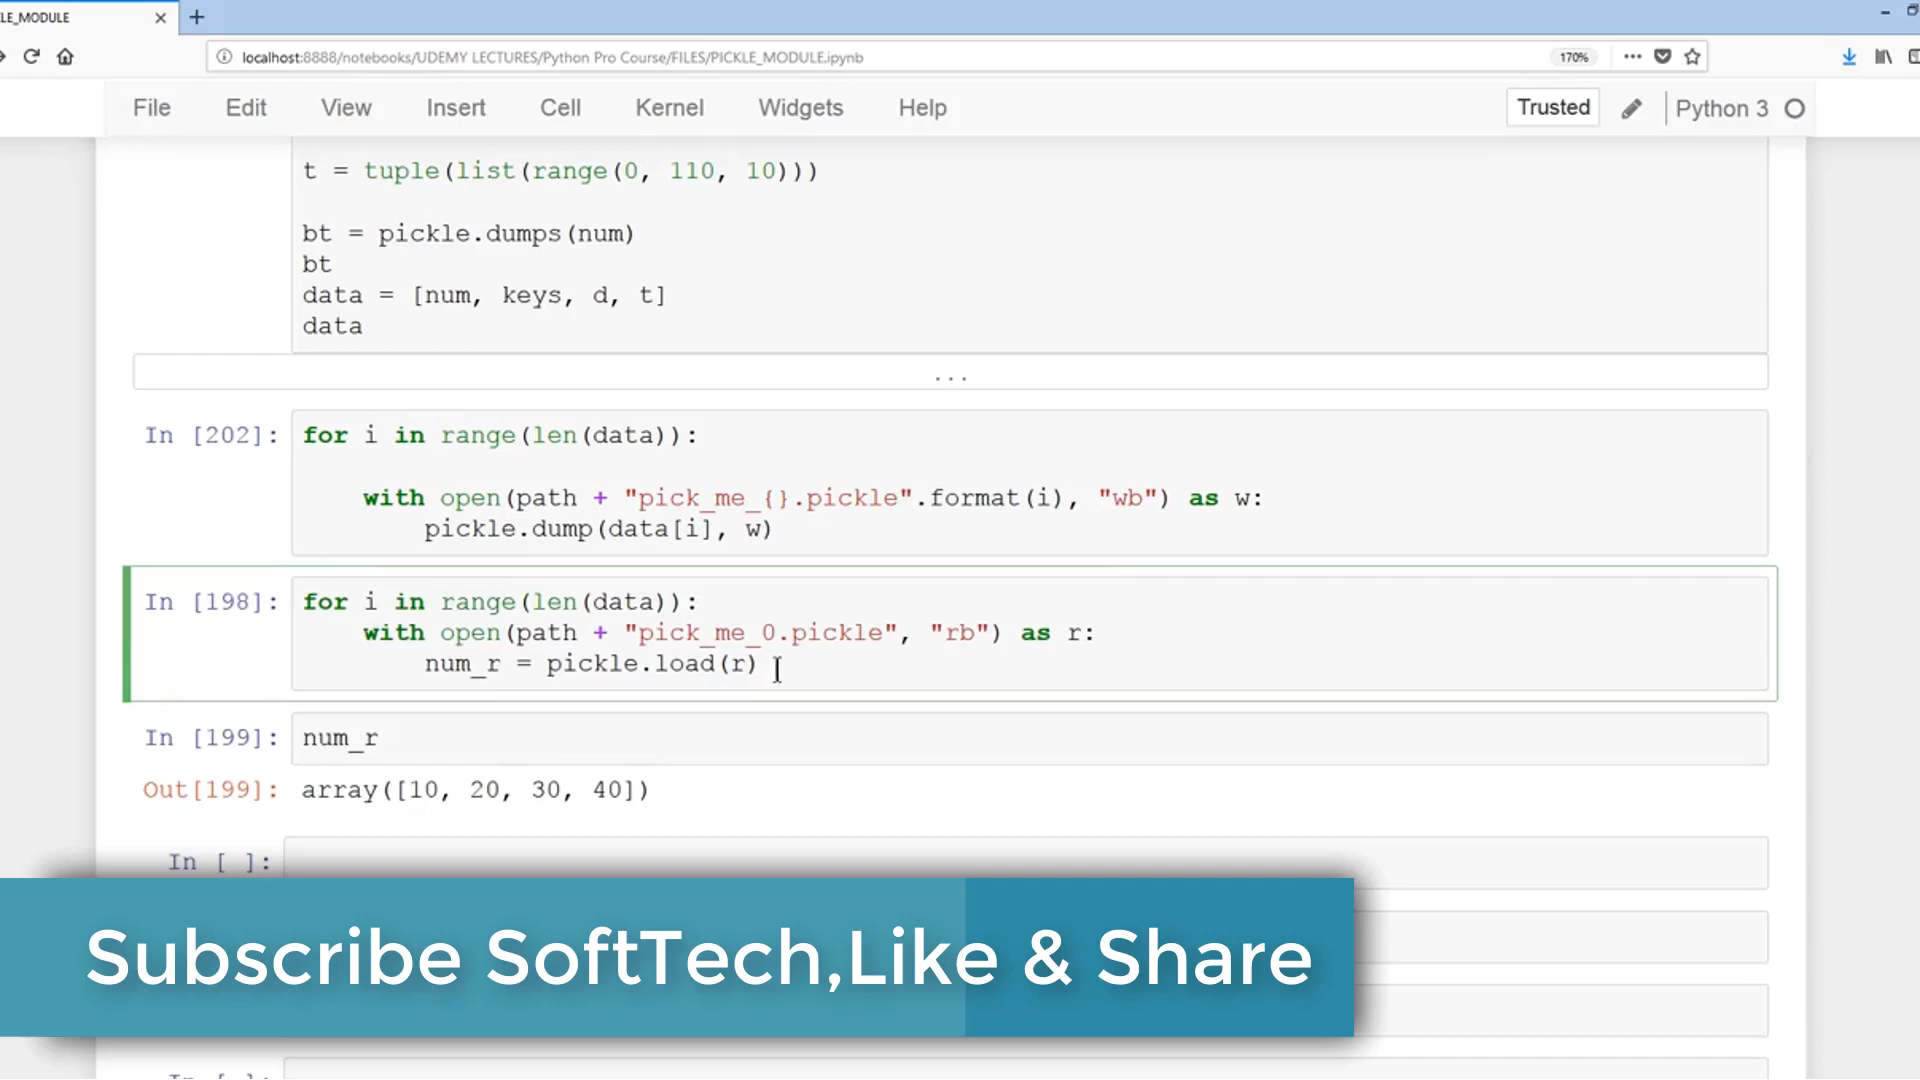 LE_MODULE
localhost:8888/notebooks/UDEMY LECTURES/Python Pro Course/FILES/PICKLE_MODULE.ipynb
170%
File Edit View Insert Cell Kernel Widgets Help
Trusted
Python 3
t = tuple(list(range(0, 110, 10)))
bt = pickle.dumps(num)
bt
data = [num, keys, d, t]
data
...
In [202]: for i in range(len(data)):
with open(path + "pick_me_{}.pickle".format(i), "wb") as w:
pickle.dump(data[i], w)
In [198]: for i in range(len(data)):
with open(path + "pick_me_0.pickle", "rb") as r:
num_r = pickle.load(r)
In [199]: num_r
Out[199]: array([10, 20, 30, 40])
In [ ]:
Subscribe SoftTech,Like & Share